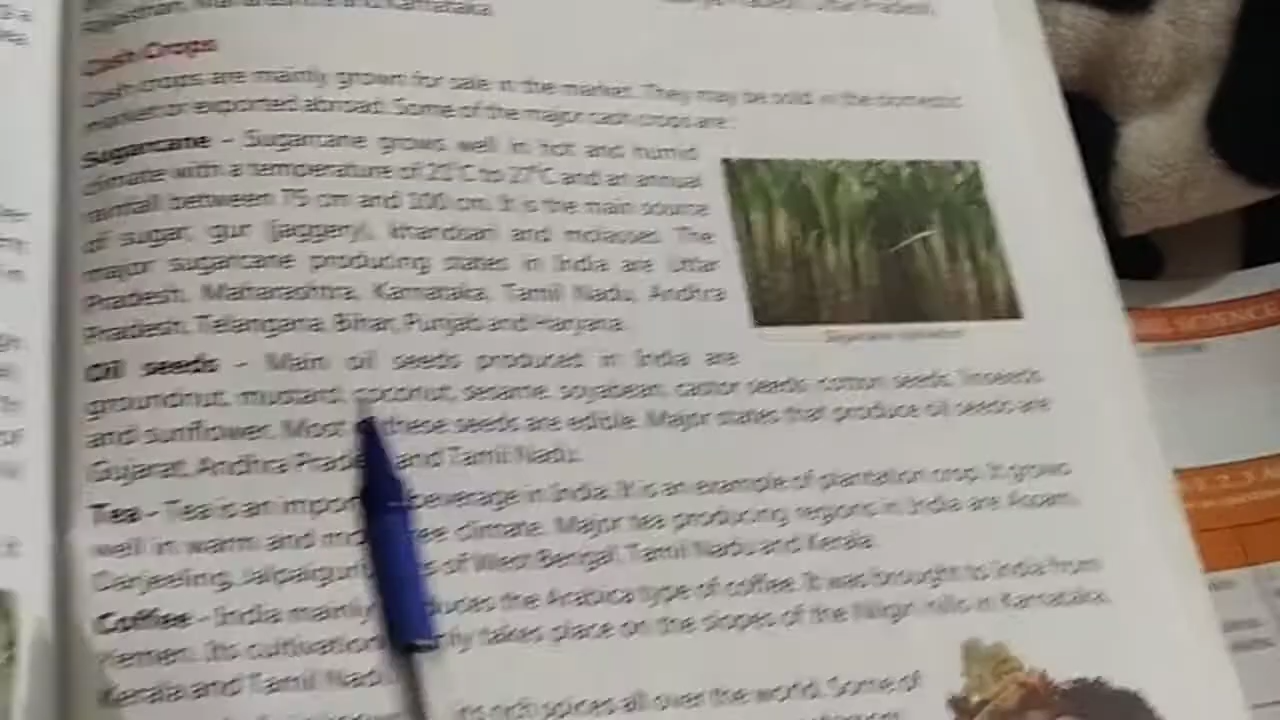 Rajasthan, Maharashtra and Karnataka.
Cash Crops
Cash crops are mainly grown for sale in the market. They may be sold in the domestic
market or exported abroad. Some of the major cash crops are:
Sugarcane – Sugarcane grows well in hot and humid
climate with a temperature of 21°C to 27°C and an annual
rainfall between 75 cm and 100 cm. It is the main source
of sugar, gur (jaggery), khandsari and molasses. The
major sugarcane producing states in India are Uttar
Pradesh, Maharashtra, Karnataka, Tamil Nadu, Andhra
Pradesh, Telangana, Bihar, Punjab and Haryana.
Oil seeds – Main oil seeds produced in India are
groundnut, mustard, coconut, sesame, soyabean, castor seeds, cotton seeds, linseeds
and sunflower. Most of these seeds are edible. Major states that produce oil seeds are
Gujarat, Andhra Prade and Tamil Nadu.
Tea – Tea is an impor beverage in India. It is an example of plantation crop. It grows
well in warm and climate. Major tea producing regions in India are Assam,
Darjeeling, Jalpaiguri of West Bengal, Tamil Nadu and Kerala.
Coffee – India mainly the Arabica type of coffee. It was brought to India from
Yemen. Its cultivation takes place on the slopes of the Nilgiri hills in Karnataka,
Kerala and Tamil Nadu.
its rich spices all over the world. Some of
SCIENCE